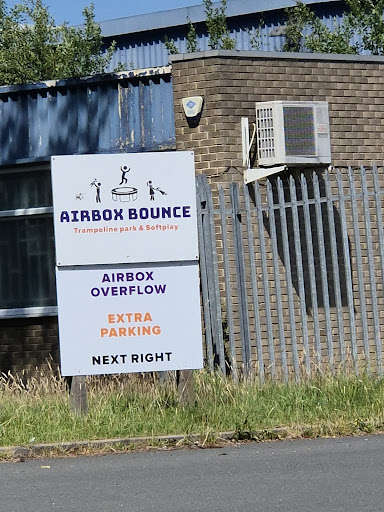 AIRBOX BOUNCE
Trampoline park & Softplay
AIRBOX
OVERFLOW
EXTRA
PARKING
NEXT RIGHT